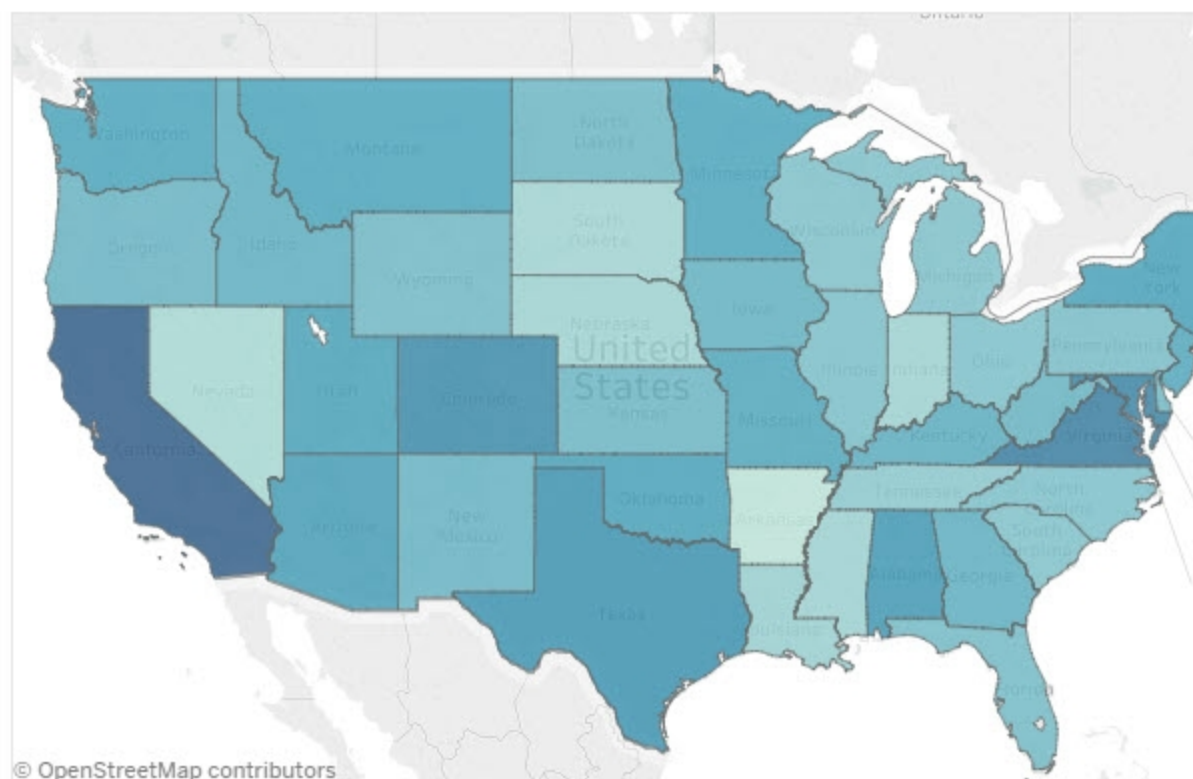 Ontario
Washington
Montana
North
Dakota
Minnesota
Oregon
Idaho
South
Dakota
Wisconsin
Wyoming
Michigan
New
York
Iowa
Nebraska
United
States
Pennsylvania
Nevada
Utah
Colorado
Kansas
Illinois
Indiana
Ohio
Missouri
California
Kentucky
Virginia
Arizona
New
Mexico
Oklahoma
Arkansas
Tennessee
North
Carolina
South
Carolina
Texas
Alabama
Georgia
Louisiana
Florida
© OpenStreetMap contributors